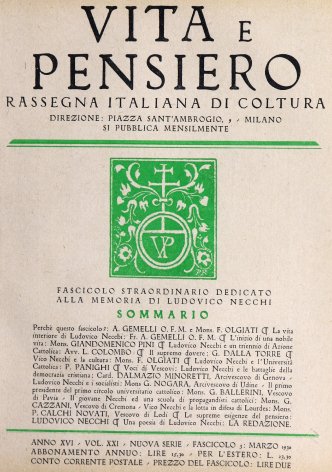 VITA E
PENSIERO
RASSEGNA ITALIANA DI COLTURA
DIREZIONE: PIAZZA SANT'AMBROGIO, 9 - MILANO
SI PUBBLICA MENSILMENTE
VP
FASCICOLO STRAORDINARIO DEDICATO
ALLA MEMORIA DI LUDOVICO NECCHI
SOMMARIO
Perchè questo fascicolo?: A. GEMELLI O. F. M. e Mons. F. OLGIATI ¶ La vita
interiore di Ludovico Necchi: Fr. A. GEMELLI O. F. M. ¶ L'inizio di una nobile
vita: Mons. GIANDOMENICO PINI ¶ Ludovico Necchi e un triennio di Azione
Cattolica: Avv. L. COLOMBO ¶ Il supremo dovere: G. DALLA TORRE ¶
Vico Necchi e la cultura: Mons. F. OLGIATI ¶ Ludovico Necchi e l'Università
Cattolica: P. PANIGHI ¶ Voci di Vescovi: Ludovico Necchi e le battaglie della
democrazia cristiana: Card. DALMAZIO MINORETTI, Arcivescovo di Genova -
Ludovico Necchi e i socialisti: Mons G. NOGARA, Arcivescovo di Udine - Il primo
presidente del primo circolo universitario cattolico: Mons. G. BALLERINI, Vescovo
di Pavia - Il giovane Necchi ed una scuola di propagandisti cattolici: Mons. G.
CAZZANI, Vescovo di Cremona - Vico Necchi e la lotta in difesa di Lourdes: Mons.
P. CALCHI NOVATI, Vescovo di Lodi ¶ Le supreme esigenze del pensiero:
LUDOVICO NECCHI ¶ Una poesia di Ludovico Necchi: LA REDAZIONE.
ANNO XVI - VOL. XXI - NUOVA SERIE - FASCICOLO 3: MARZO 1930
ABBONAMENTO ANNUO: LIRE 25,30 - PER L'ESTERO: L.
CONTO CORRENTE POSTALE - PREZZO DEL FASCICOLO: LIRE DUE